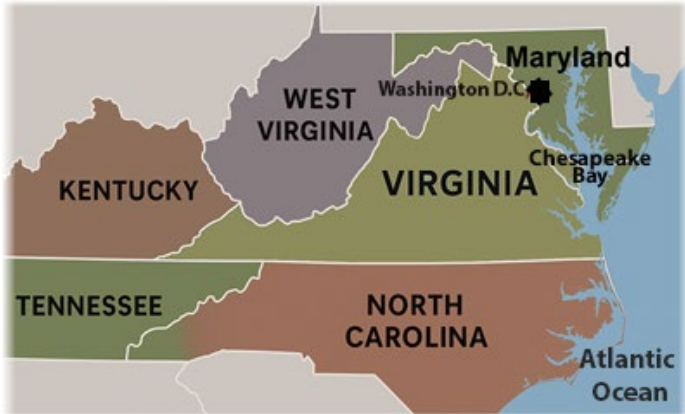 Maryland
Washington D.C.
WEST
VIRGINIA
Chesapeake
Bay
KENTUCKY
VIRGINIA
TENNESSEE
NORTH
CAROLINA
Atlantic
Ocean